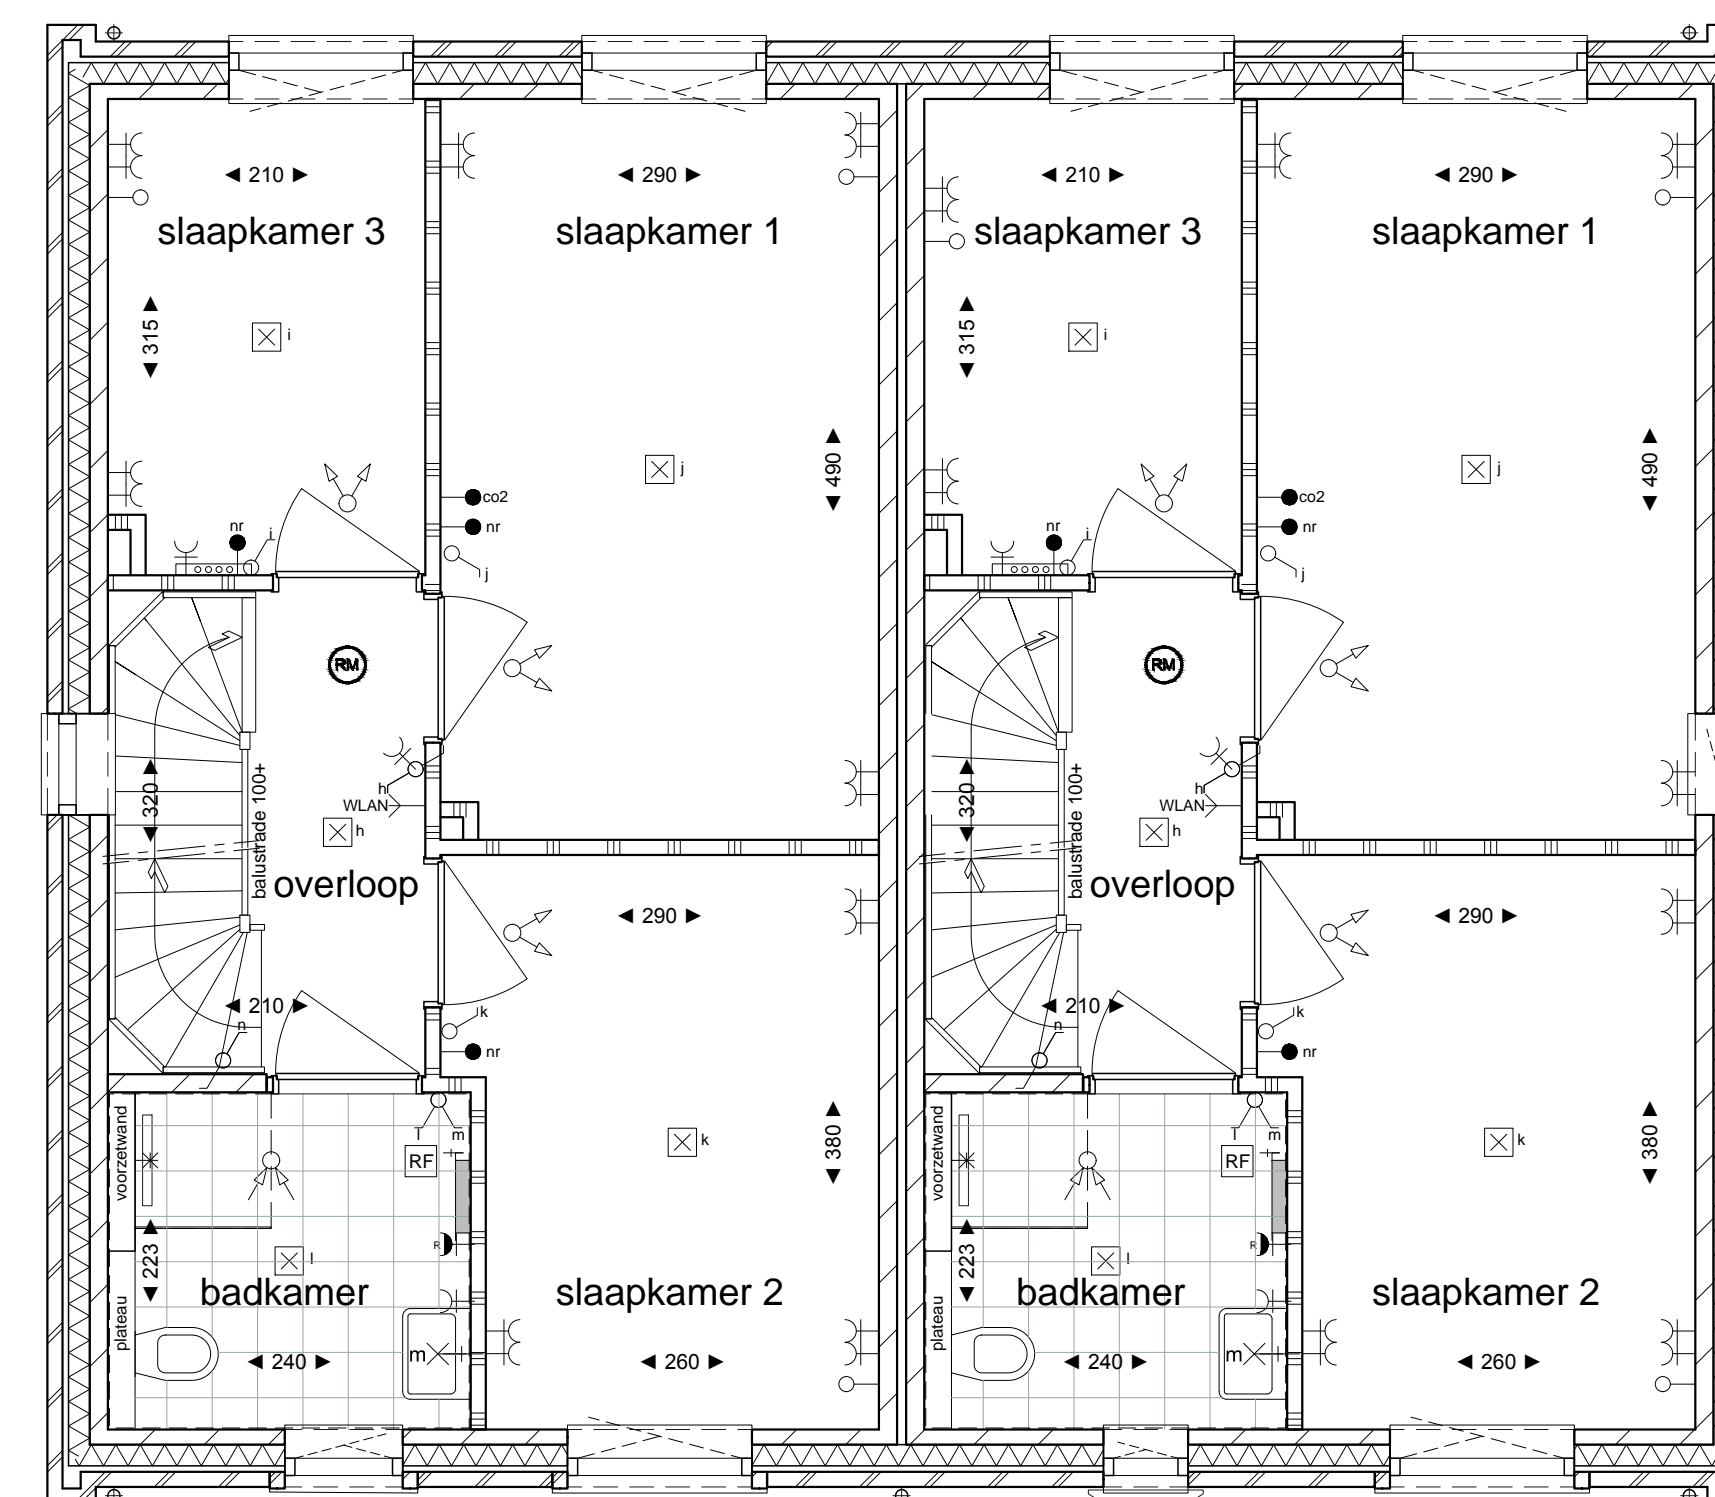 ◄ 210 ► ◄ 290 ► ◄ 210 ► ◄ 290 ►
slaapkamer 3 slaapkamer 1 slaapkamer 3 slaapkamer 1
◄ 315 ► i ◄ 315 ► i
◄ 490 ► j ◄ 490 ► j
co2 co2
nr i nr nr i nr
j j
RM RM
h h
WLAN WLAN
◄ 320 ► balustrade 100+ h ◄ 320 ► balustrade 100+ h
overloop overloop
◄ 290 ► ◄ 290 ►
◄ 210 ► k ◄ 210 ► k
n nr n nr
voorzetwand T m voorzetwand T m
RF k ◄ 380 ► RF k ◄ 380 ►
◄ 223 ► l R ◄ 223 ► l R
badkamer slaapkamer 2 badkamer slaapkamer 2
plateau plateau
◄ 240 ► m ◄ 260 ► ◄ 240 ► m ◄ 260 ►